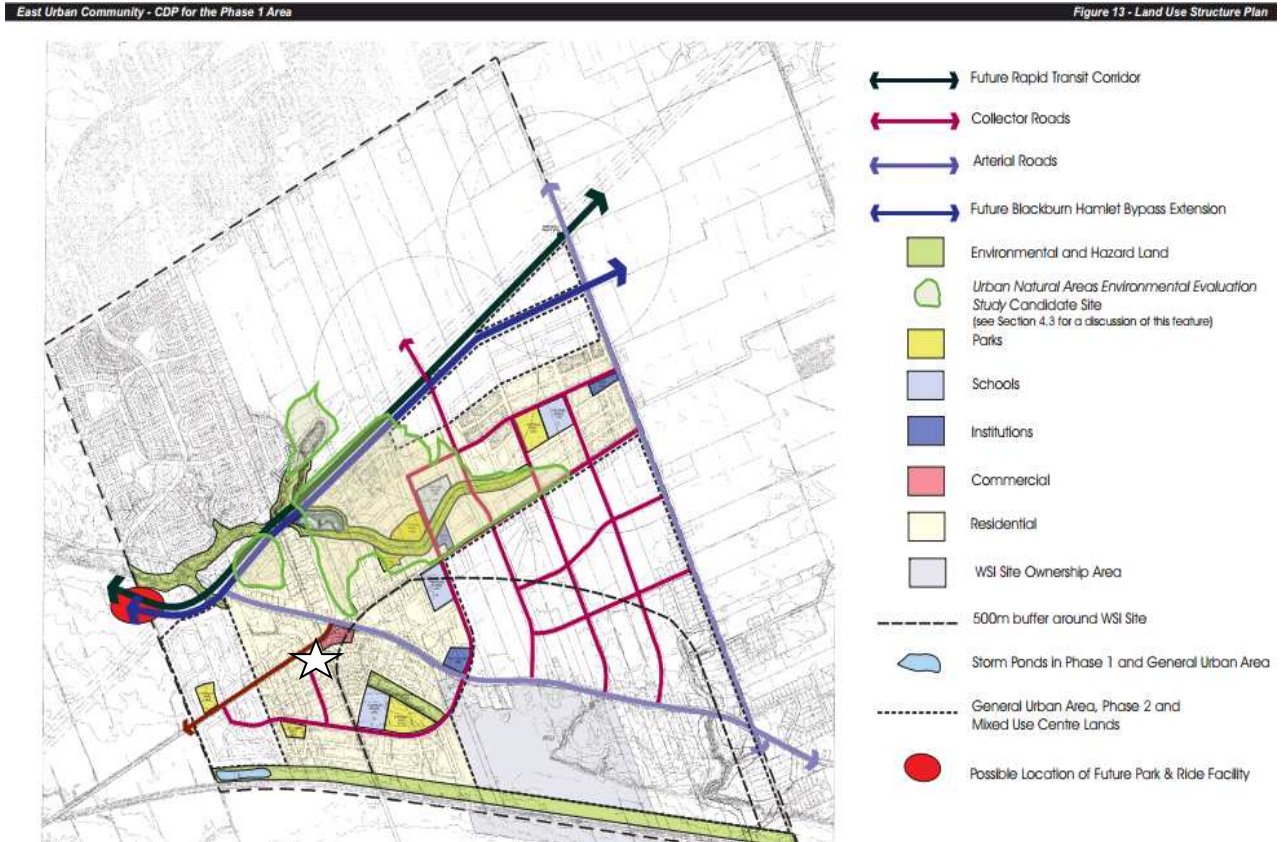 East Urban Community - CDP for the Phase 1 Area
Figure 13 - Land Use Structure Plan
Future Rapid Transit Corridor
Collector Roads
Arterial Roads
Future Blackburn Hamlet Bypass Extension
Environmental and Hazard Land
Urban Natural Areas Environmental Evaluation
Study Candidate Site
(see Section 4.3 for a discussion of this feature)
Parks
Schools
Institutions
Commercial
Residential
WSI Site Ownership Area
500m buffer around WSI Site
Storm Ponds in Phase 1 and General Urban Area
General Urban Area, Phase 2 and
Mixed Use Centre Lands
Possible Location of Future Park & Ride Facility